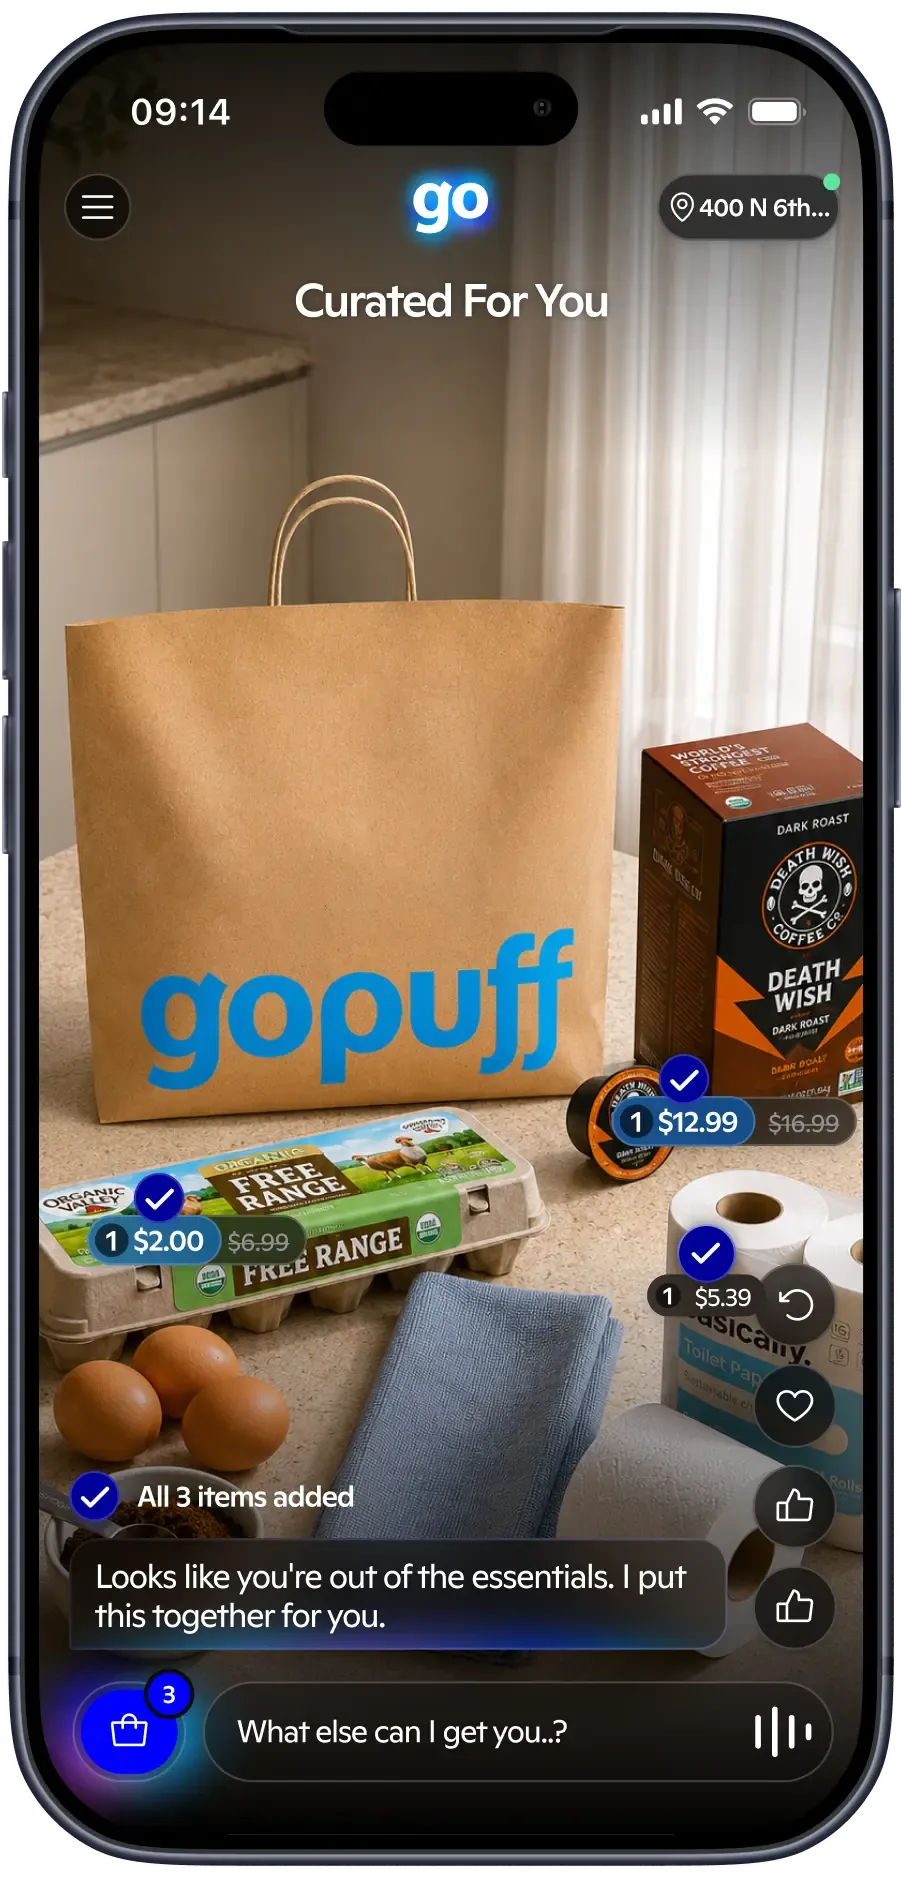 09:14
go
400 N 6th...
Curated For You
WORLD'S
STRONGEST
COFFEE
DARK ROAST
DEATH WISH
COFFEE CO.
DEATH
WISH
DARK ROAST
gopuff
1 $12.99 $16.99
ORGANIC
VALLEY
ORGANIC
FREE
RANGE
1 $2.00 $6.99
FREE RANGE
1 $5.39
basically.
Toilet Pap
All 3 items added
Looks like you're out of the essentials. I put
this together for you.
3
What else can I get you..?